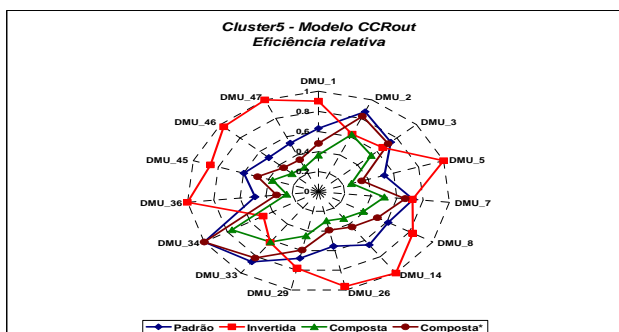 Cluster5 - Modelo CCRout
Eficiência relativa
DMU_1
DMU_2
DMU_3
DMU_5
DMU_7
DMU_8
DMU_14
DMU_26
DMU_29
DMU_33
DMU_34
DMU_36
DMU_45
DMU_46
DMU_47
1
0.8
0.6
0.4
0.2
0
Padrão Invertida Composta Composta*